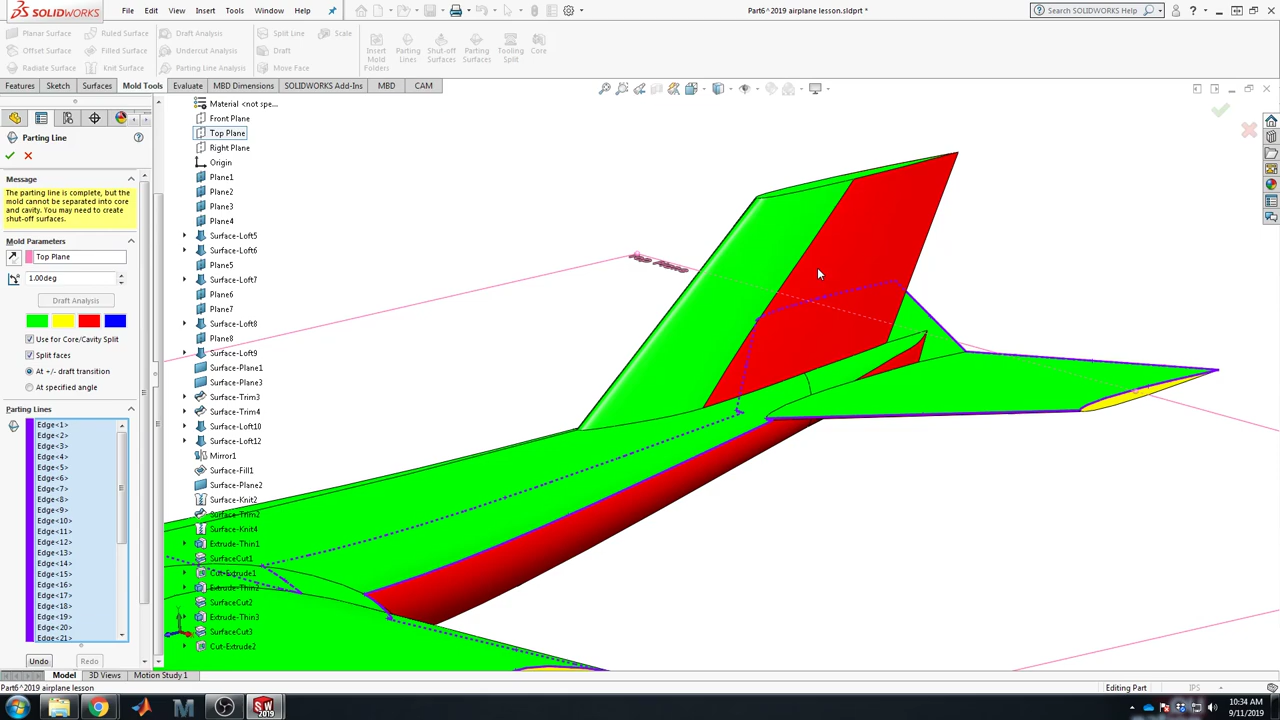 SOLIDWORKS
File
Edit
View
Insert
Tools
Window
Help
Part6^2019 airplane lesson.sldprt *
Search SOLIDWORKS Help
Planar Surface
Offset Surface
Radiate Surface
Ruled Surface
Filled Surface
Knit Surface
Draft Analysis
Undercut Analysis
Parting Line Analysis
Split Line
Draft
Move Face
Scale
Insert
Mold
Folders
Parting
Lines
Shut-off
Surfaces
Parting
Surfaces
Tooling
Split
Core
Features
Sketch
Surfaces
Mold Tools
Evaluate
MBD Dimensions
SOLIDWORKS Add-Ins
MBD
CAM
Parting Line
Message
The parting line is complete, but the
mold cannot be separated into core
and cavity. You may need to create
shut-off surfaces.
Mold Parameters
Top Plane
1.00deg
Draft Analysis
Use for Core/Cavity Split
Split faces
At +/- draft transition
At specified angle
Parting Lines
Edge<1>
Edge<2>
Edge<3>
Edge<4>
Edge<5>
Edge<6>
Edge<7>
Edge<8>
Edge<9>
Edge<10>
Edge<11>
Edge<12>
Edge<13>
Edge<14>
Edge<15>
Edge<16>
Edge<17>
Edge<18>
Edge<19>
Edge<20>
Edge<21>
Undo
Redo
Material <not spe...
Front Plane
Top Plane
Right Plane
Origin
Plane1
Plane2
Plane3
Plane4
Surface-Loft5
Surface-Loft6
Plane5
Surface-Loft7
Plane6
Plane7
Surface-Loft8
Plane8
Surface-Loft9
Surface-Plane1
Surface-Plane3
Surface-Trim3
Surface-Trim4
Surface-Loft10
Surface-Loft12
Mirror1
Surface-Fill1
Surface-Plane2
Surface-Knit2
Surface-Trim2
Surface-Knit4
Extrude-Thin1
SurfaceCut1
Cut-Extrude1
Extrude-Thin2
SurfaceCut2
Extrude-Thin3
SurfaceCut3
Cut-Extrude2
Model
3D Views
Motion Study 1
Part6^2019 airplane lesson
Editing Part
IPS
10:34 AM
9/11/2019